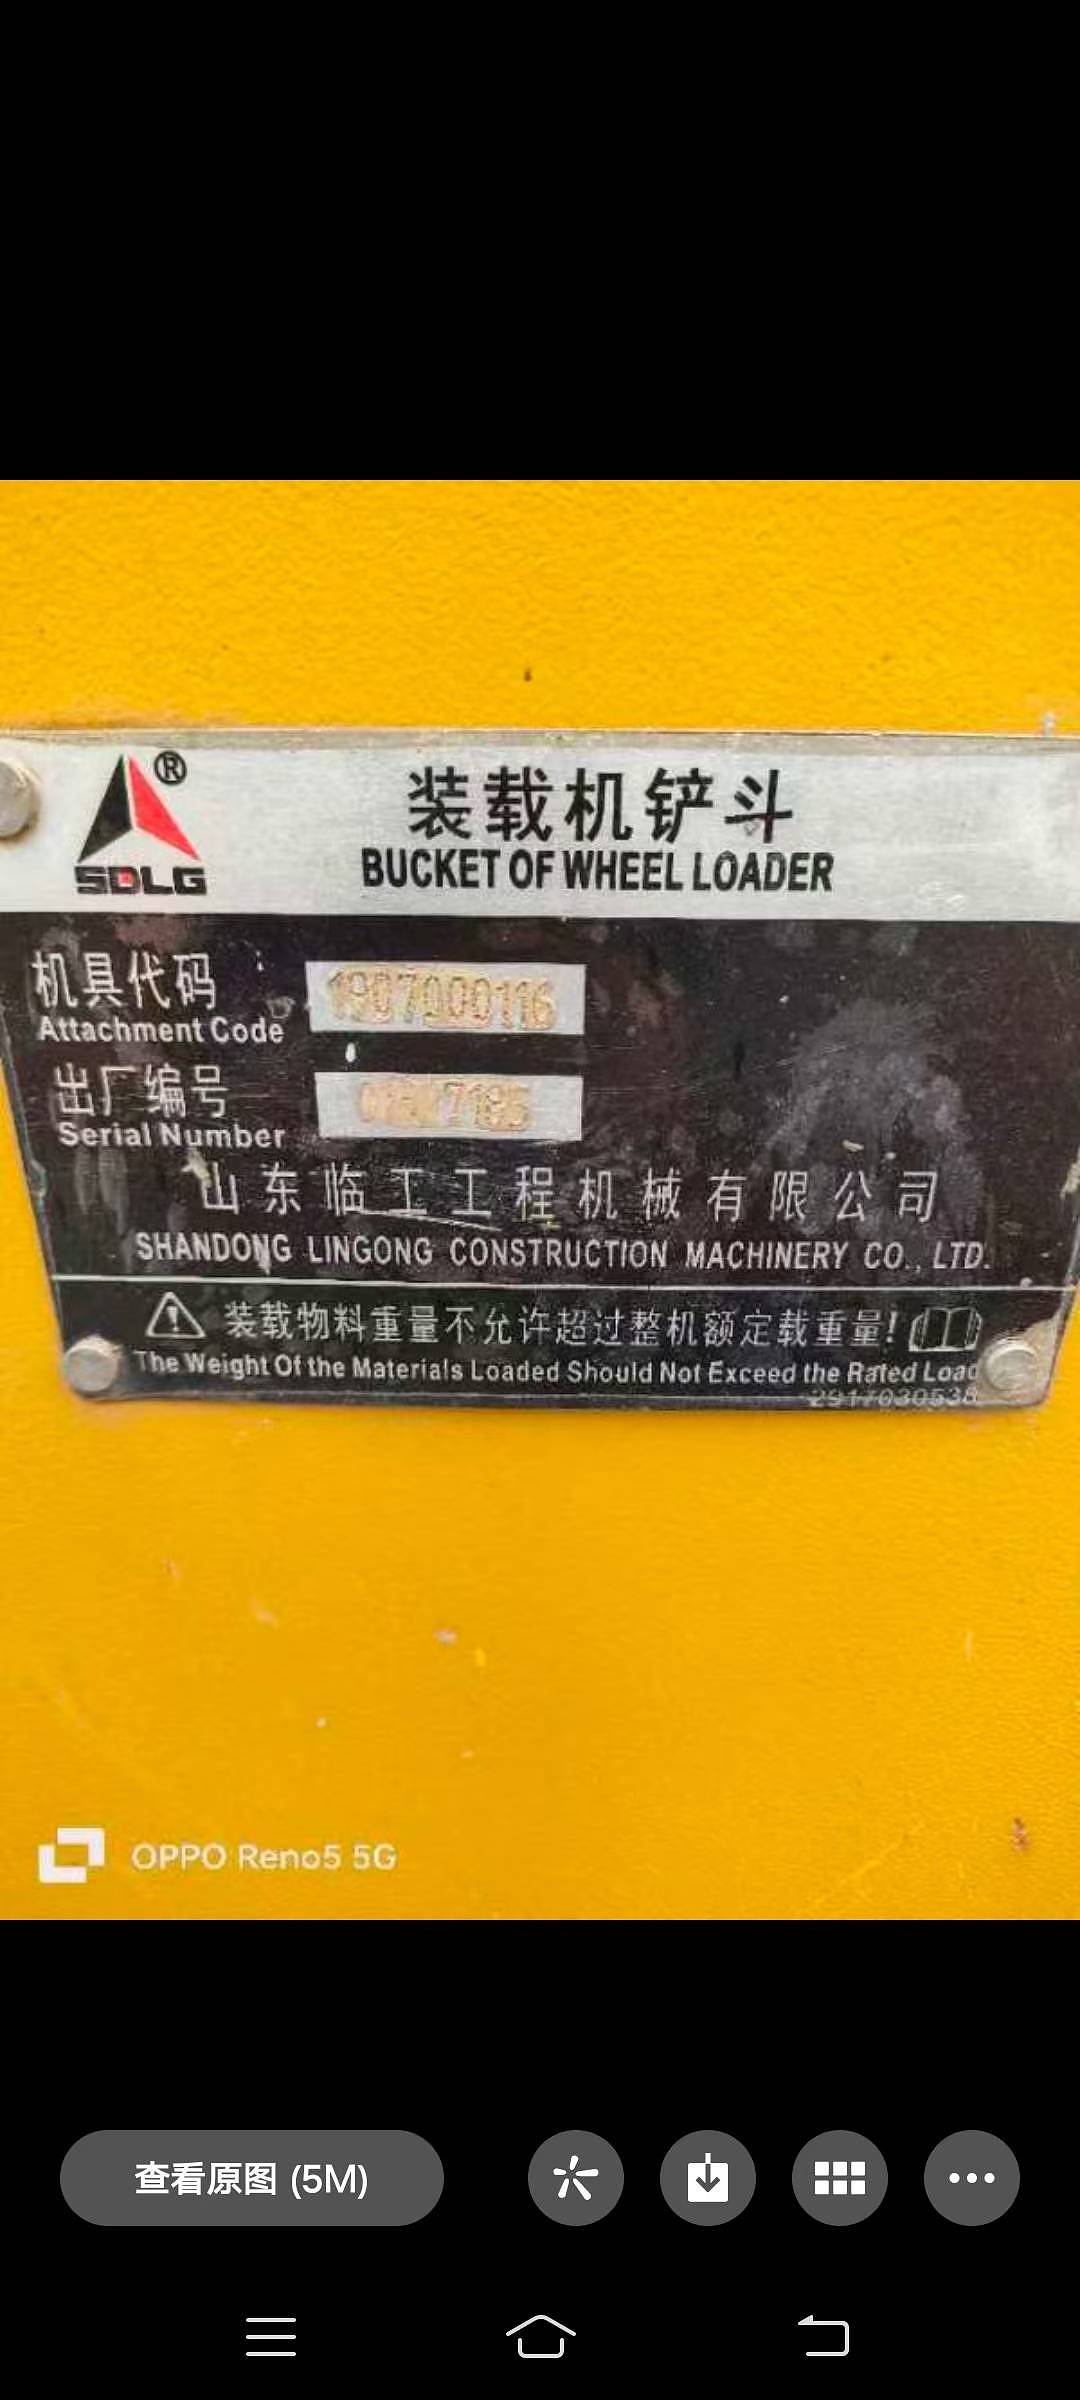 ®
SDLG
装载机铲斗
BUCKET OF WHEEL LOADER
机具代码
Attachment Code
1907000116
出厂编号
Serial Number
山东临工工程机械有限公司
SHANDONG LINGONG CONSTRUCTION MACHINERY CO., LTD.
装载物料重量不允许超过整机额定载重量!
The Weight Of the Materials Loaded Should Not Exceed the Rated Load
2917030538
OPPO Reno5 5G
查看原图 (5M)